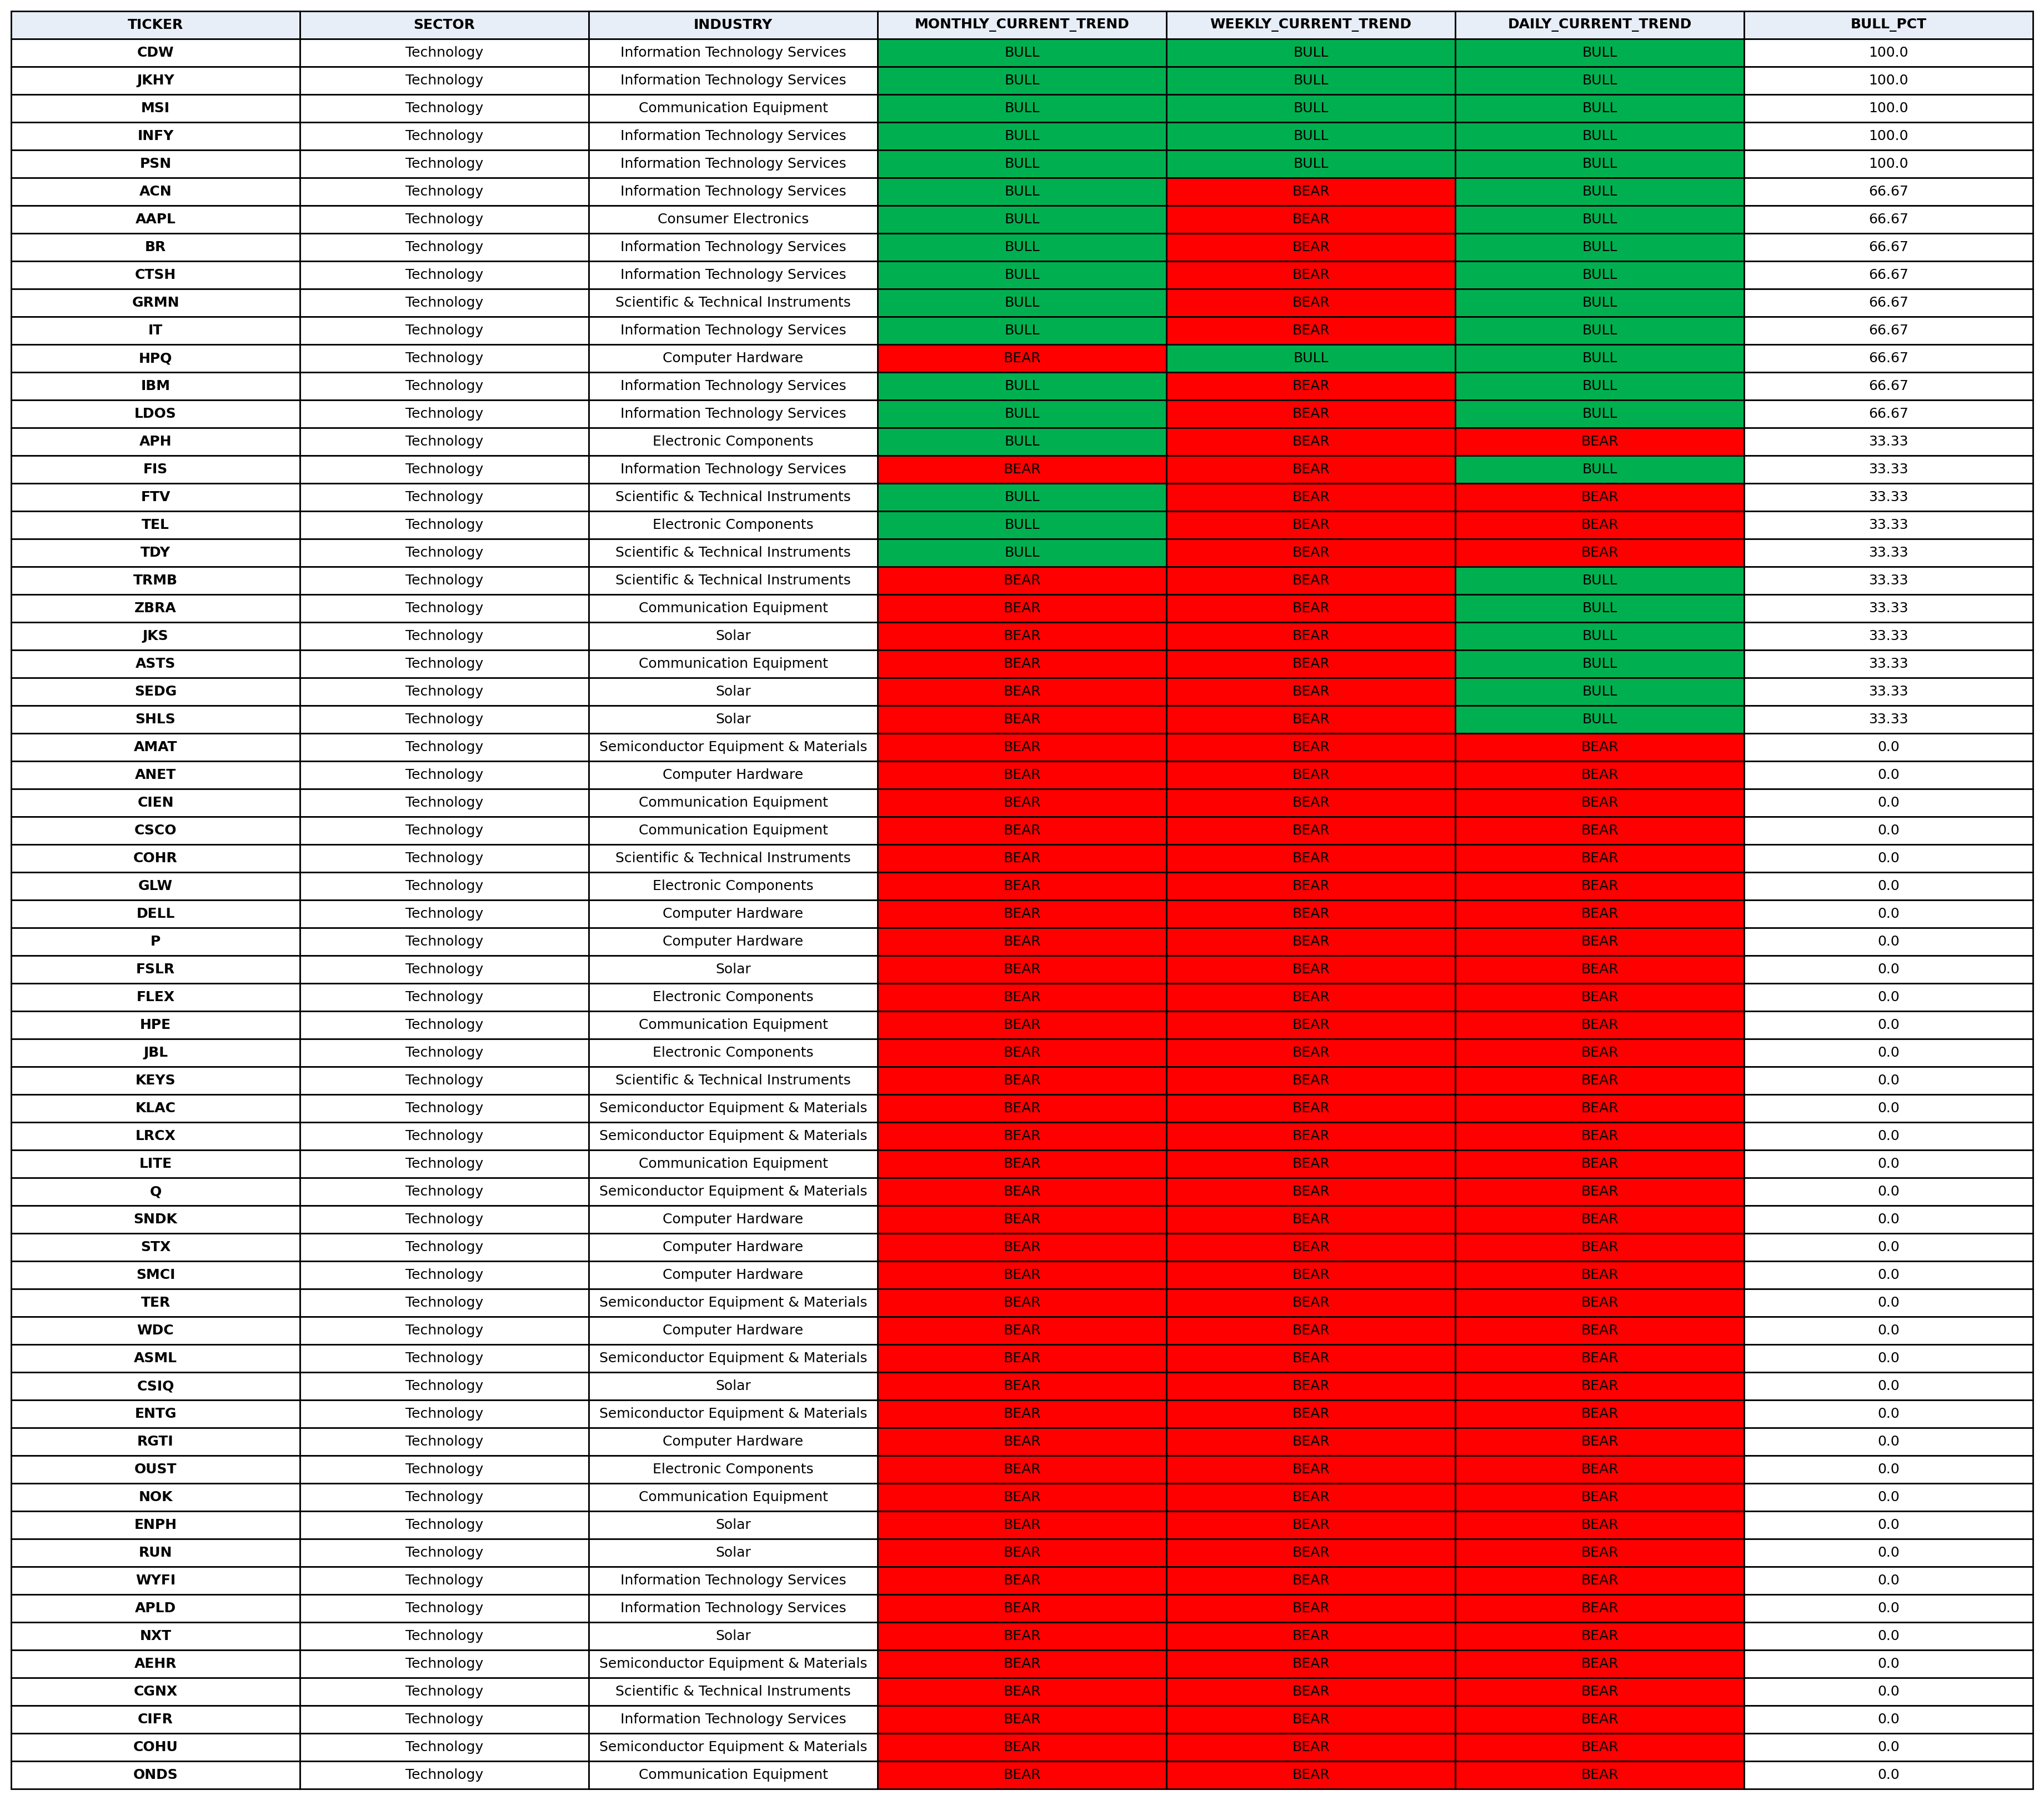 TICKER SECTOR INDUSTRY MONTHLY_CURRENT_TREND WEEKLY_CURRENT_TREND DAILY_CURRENT_TREND BULL_PCT
CDW Technology Information Technology Services BULL BULL BULL 100.0
JKHY Technology Information Technology Services BULL BULL BULL 100.0
MSI Technology Communication Equipment BULL BULL BULL 100.0
INFY Technology Information Technology Services BULL BULL BULL 100.0
PSN Technology Information Technology Services BULL BULL BULL 100.0
ACN Technology Information Technology Services BULL BEAR BULL 66.67
AAPL Technology Consumer Electronics BULL BEAR BULL 66.67
BR Technology Information Technology Services BULL BEAR BULL 66.67
CTSH Technology Information Technology Services BULL BEAR BULL 66.67
GRMN Technology Scientific & Technical Instruments BULL BEAR BULL 66.67
IT Technology Information Technology Services BULL BEAR BULL 66.67
HPQ Technology Computer Hardware BEAR BULL BULL 66.67
IBM Technology Information Technology Services BULL BEAR BULL 66.67
LDOS Technology Information Technology Services BULL BEAR BULL 66.67
APH Technology Electronic Components BULL BEAR BEAR 33.33
FIS Technology Information Technology Services BEAR BEAR BULL 33.33
FTV Technology Scientific & Technical Instruments BULL BEAR BEAR 33.33
TEL Technology Electronic Components BULL BEAR BEAR 33.33
TDY Technology Scientific & Technical Instruments BULL BEAR BEAR 33.33
TRMB Technology Scientific & Technical Instruments BEAR BEAR BULL 33.33
ZBRA Technology Communication Equipment BEAR BEAR BULL 33.33
JKS Technology Solar BEAR BEAR BULL 33.33
ASTS Technology Communication Equipment BEAR BEAR BULL 33.33
SEDG Technology Solar BEAR BEAR BULL 33.33
SHLS Technology Solar BEAR BEAR BULL 33.33
AMAT Technology Semiconductor Equipment & Materials BEAR BEAR BEAR 0.0
ANET Technology Computer Hardware BEAR BEAR BEAR 0.0
CIEN Technology Communication Equipment BEAR BEAR BEAR 0.0
CSCO Technology Communication Equipment BEAR BEAR BEAR 0.0
COHR Technology Scientific & Technical Instruments BEAR BEAR BEAR 0.0
GLW Technology Electronic Components BEAR BEAR BEAR 0.0
DELL Technology Computer Hardware BEAR BEAR BEAR 0.0
P Technology Computer Hardware BEAR BEAR BEAR 0.0
FSLR Technology Solar BEAR BEAR BEAR 0.0
FLEX Technology Electronic Components BEAR BEAR BEAR 0.0
HPE Technology Communication Equipment BEAR BEAR BEAR 0.0
JBL Technology Electronic Components BEAR BEAR BEAR 0.0
KEYS Technology Scientific & Technical Instruments BEAR BEAR BEAR 0.0
KLAC Technology Semiconductor Equipment & Materials BEAR BEAR BEAR 0.0
LRCX Technology Semiconductor Equipment & Materials BEAR BEAR BEAR 0.0
LITE Technology Communication Equipment BEAR BEAR BEAR 0.0
Q Technology Semiconductor Equipment & Materials BEAR BEAR BEAR 0.0
SNDK Technology Computer Hardware BEAR BEAR BEAR 0.0
STX Technology Computer Hardware BEAR BEAR BEAR 0.0
SMCI Technology Computer Hardware BEAR BEAR BEAR 0.0
TER Technology Semiconductor Equipment & Materials BEAR BEAR BEAR 0.0
WDC Technology Computer Hardware BEAR BEAR BEAR 0.0
ASML Technology Semiconductor Equipment & Materials BEAR BEAR BEAR 0.0
CSIQ Technology Solar BEAR BEAR BEAR 0.0
ENTG Technology Semiconductor Equipment & Materials BEAR BEAR BEAR 0.0
RGTI Technology Computer Hardware BEAR BEAR BEAR 0.0
OUST Technology Electronic Components BEAR BEAR BEAR 0.0
NOK Technology Communication Equipment BEAR BEAR BEAR 0.0
ENPH Technology Solar BEAR BEAR BEAR 0.0
RUN Technology Solar BEAR BEAR BEAR 0.0
WYFI Technology Information Technology Services BEAR BEAR BEAR 0.0
APLD Technology Information Technology Services BEAR BEAR BEAR 0.0
NXT Technology Solar BEAR BEAR BEAR 0.0
AEHR Technology Semiconductor Equipment & Materials BEAR BEAR BEAR 0.0
CGNX Technology Scientific & Technical Instruments BEAR BEAR BEAR 0.0
CIFR Technology Information Technology Services BEAR BEAR BEAR 0.0
COHU Technology Semiconductor Equipment & Materials BEAR BEAR BEAR 0.0
ONDS Technology Communication Equipment BEAR BEAR BEAR 0.0